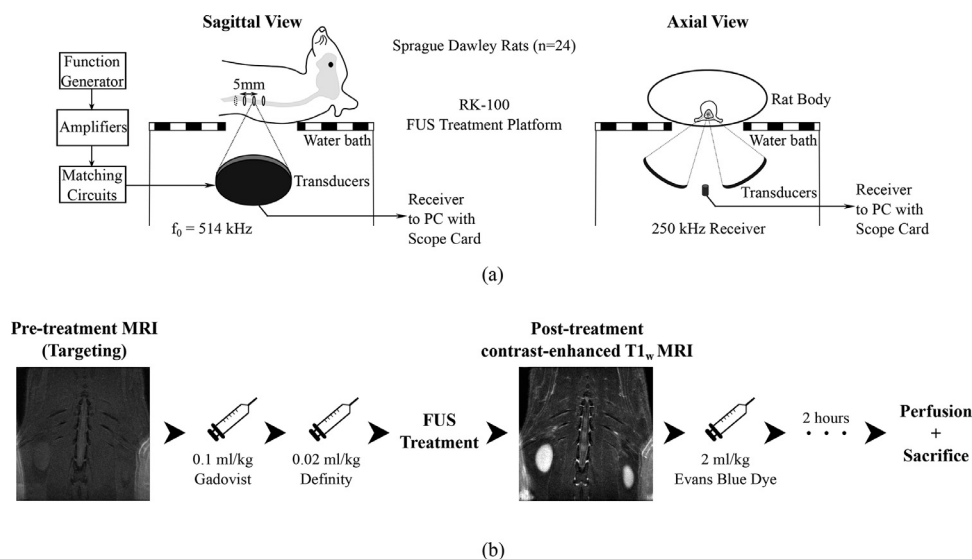 Sagittal View
Axial View
Sprague Dawley Rats (n=24)
Function
Generator
5mm
RK-100
FUS Treatment Platform
Rat Body
Amplifiers
Water bath
Water bath
Matching
Circuits
Transducers
Transducers
Receiver
to PC with
Scope Card
Receiver
to PC with
Scope Card
f0 = 514 kHz
250 kHz Receiver
(a)
Pre-treatment MRI
(Targeting)
Post-treatment
contrast-enhanced T1w MRI
FUS
Treatment
2 hours
Perfusion
+
Sacrifice
0.1 ml/kg
Gadovist
0.02 ml/kg
Definity
2 ml/kg
Evans Blue Dye
(b)